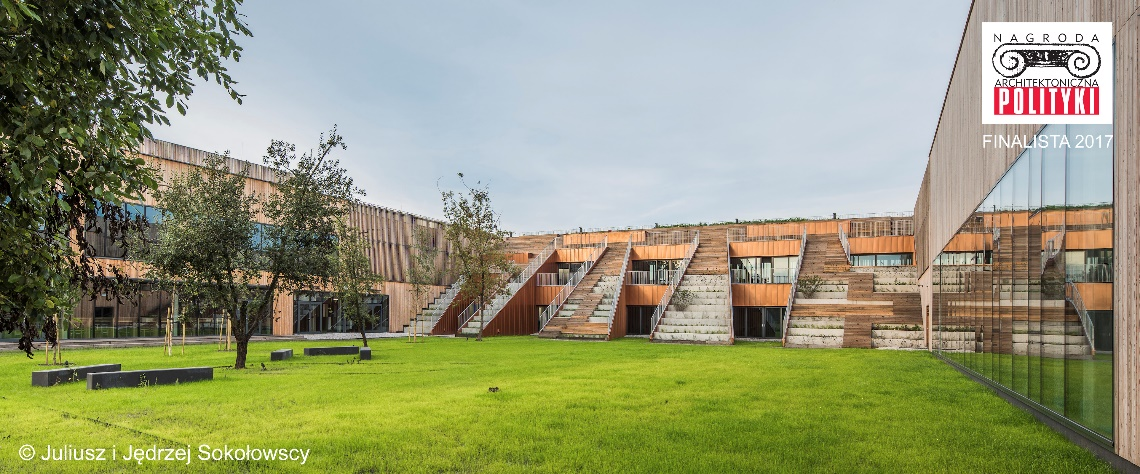 NAGRODA
ARCHITEKTONICZNA
POLITYKI
FINALISTA 2017
© Juliusz i Jędrzej Sokołowscy